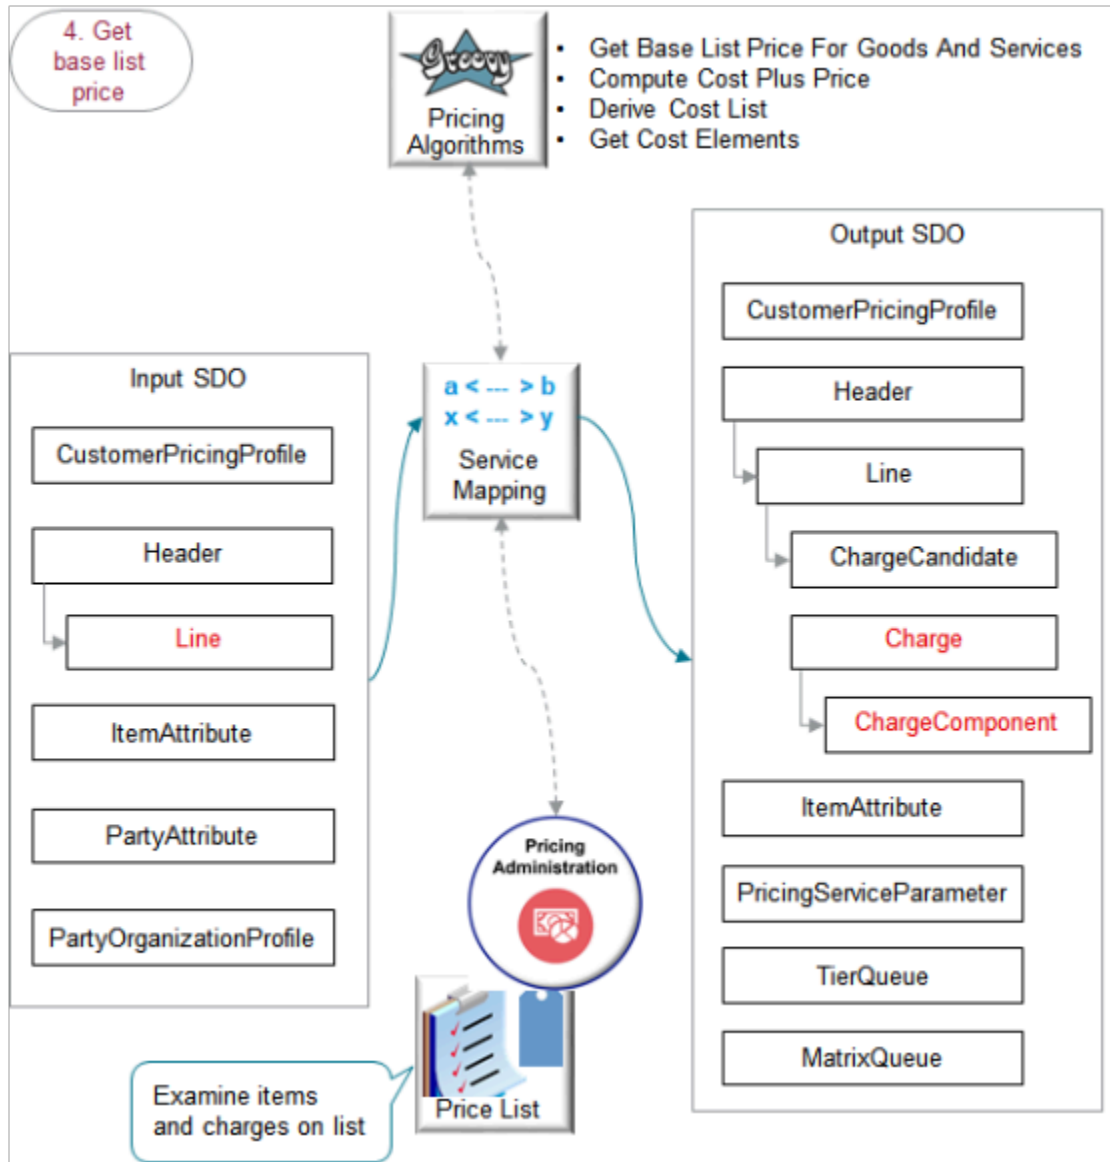 4. Get
base list
price
Groovy
Pricing
Algorithms
• Get Base List Price For Goods And Services
• Compute Cost Plus Price
• Derive Cost List
• Get Cost Elements
Input SDO
CustomerPricingProfile
Header
Line
ItemAttribute
PartyAttribute
PartyOrganizationProfile
a < --- > b
x < --- > y
Service
Mapping
Output SDO
CustomerPricingProfile
Header
Line
ChargeCandidate
Charge
ChargeComponent
ItemAttribute
PricingServiceParameter
TierQueue
MatrixQueue
Pricing
Administration
Price List
Examine items
and charges on list